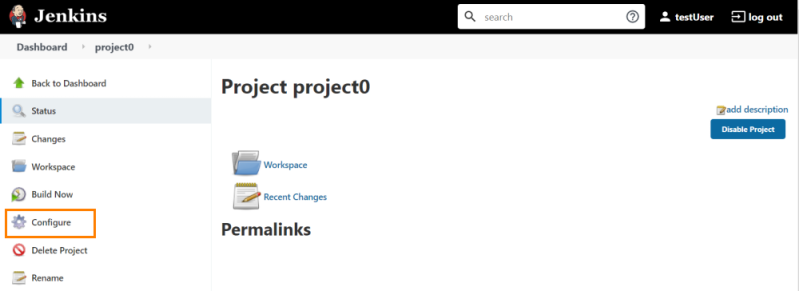 Jenkins
search
testUser
log out
Dashboard
project0
Back to Dashboard
Status
Changes
Workspace
Build Now
Configure
Delete Project
Rename
Project project0
add description
Disable Project
Workspace
Recent Changes
Permalinks